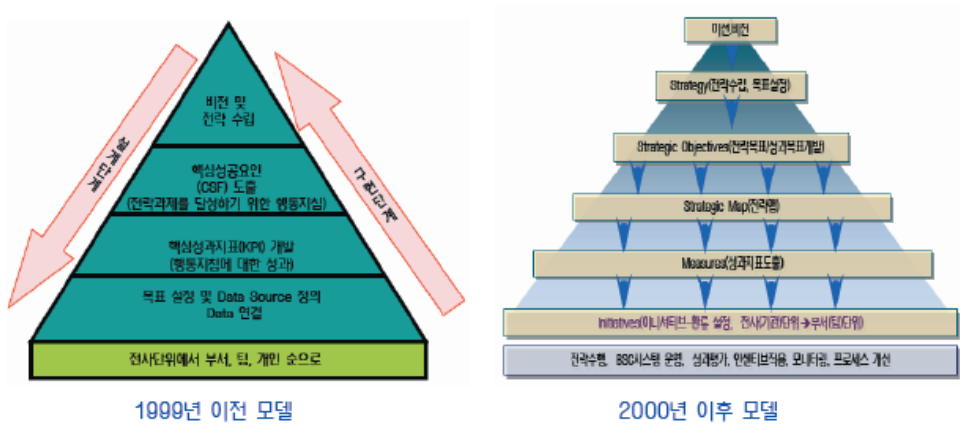 비전 및
전략 수립
핵심성공요인
(CSF) 도출
(전략과제를 달성하기 위한 행동지침)
핵심성과지표(KPI) 개발
(행동지침에 대한 성과)
목표 설정 및 Data Source 정의
Data 연결
전사단위에서 부서, 팀, 개인 순으로
설계단계
구축단계
1999년 이전 모델
미션/비전
Strategy(전략수립, 목표설정)
Strategic Objectives(전략목표/성과목표개발)
Strategic Map(전략맵)
Measures(성과지표도출)
Initiatives(이니셔티브-활동 설정, 전사(기관)단위→부서(팀)단위)
전략수행, BSC시스템 운영, 성과평가, 인센티브적용, 모니터링, 프로세스 개선
2000년 이후 모델